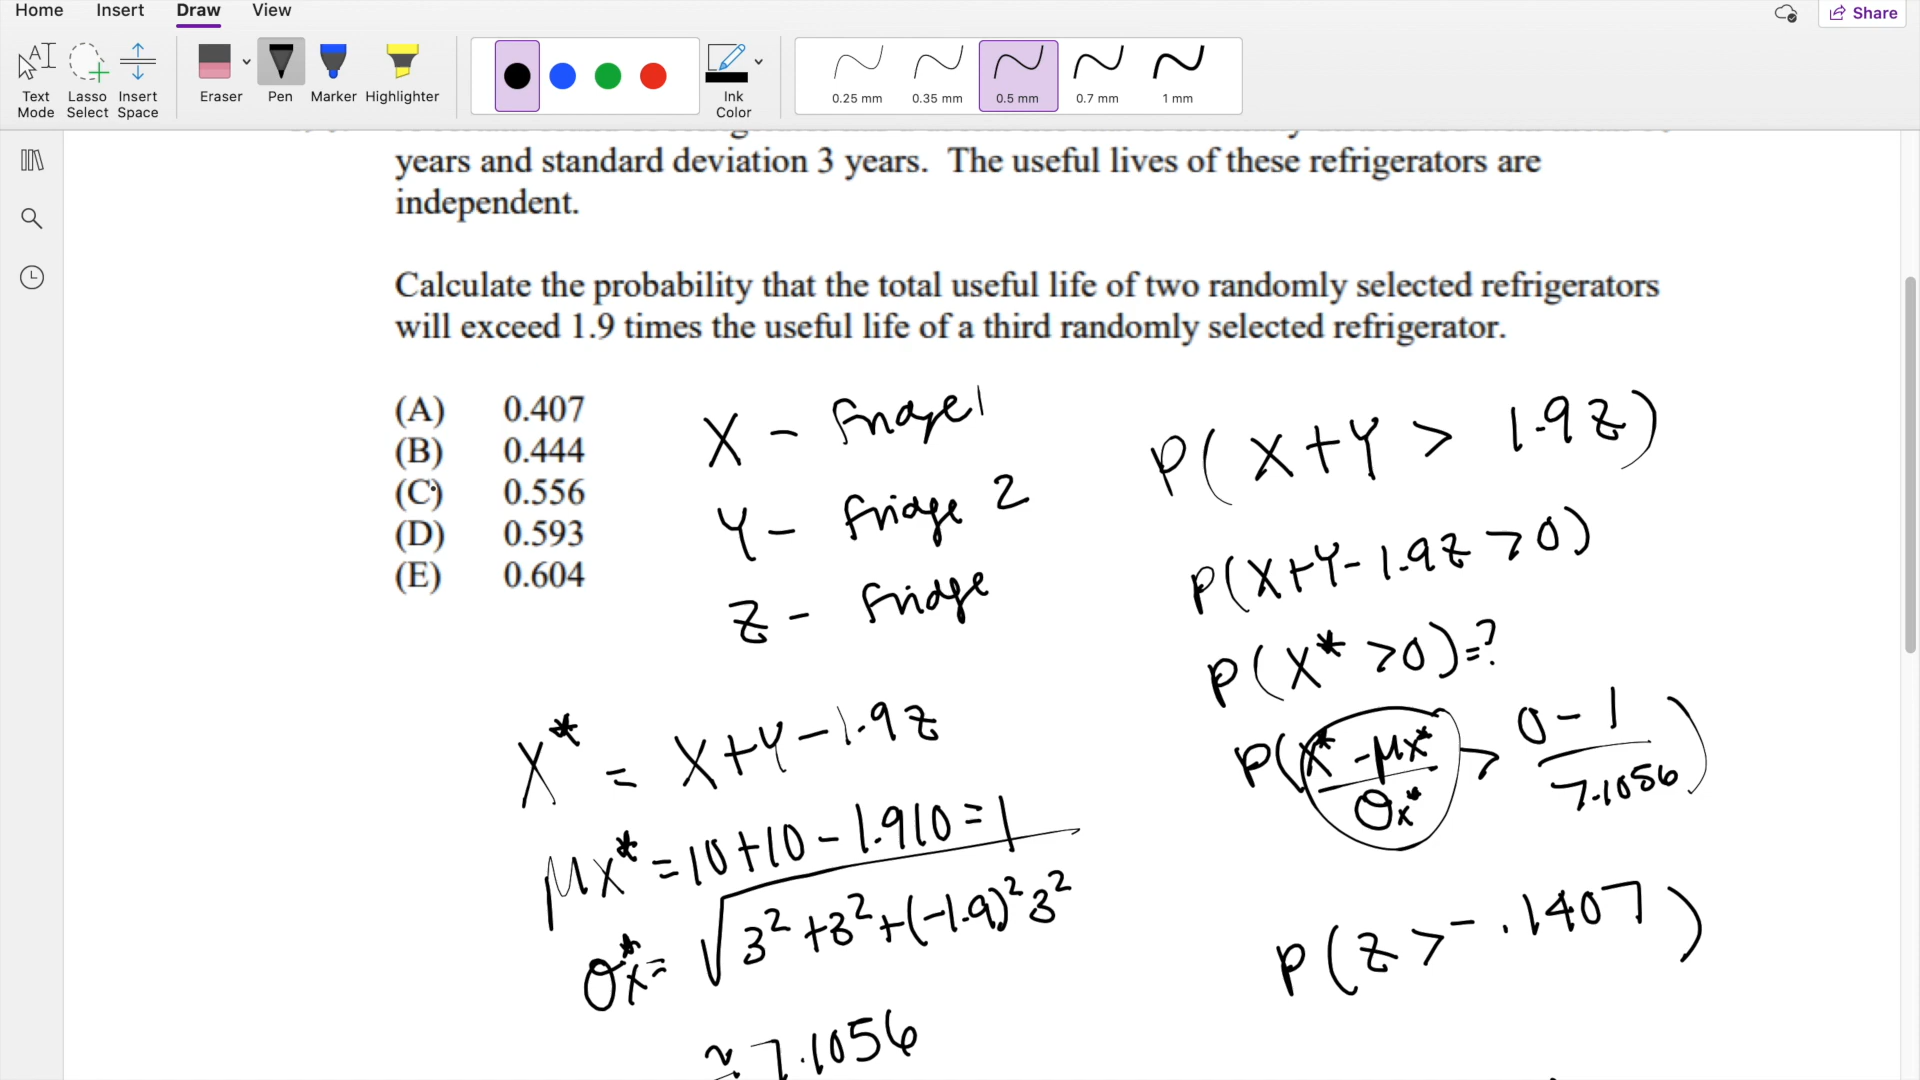 Home Insert Draw View
Share
Text Mode
Lasso Select
Insert Space
Eraser
Pen
Marker
Highlighter
Ink Color
0.25 mm
0.35 mm
0.5 mm
0.7 mm
1 mm
years and standard deviation 3 years. The useful lives of these refrigerators are
independent.
Calculate the probability that the total useful life of two randomly selected refrigerators
will exceed 1.9 times the useful life of a third randomly selected refrigerator.
(A) 0.407
(B) 0.444
(C) 0.556
(D) 0.593
(E) 0.604
X - fridge 1
Y - fridge 2
Z - fridge
X* = X+Y-1.9Z
μx* = 10+10-1.910=1
σx* = √3²+3²+(-1.9)²3²
≈ 7.1056
P(X+Y > 1.9Z)
P(X+Y-1.9Z >0)
P(X* >0)=?
P(X*-μx*/σx* > 0-1/7.1056)
P(Z > -.1407)